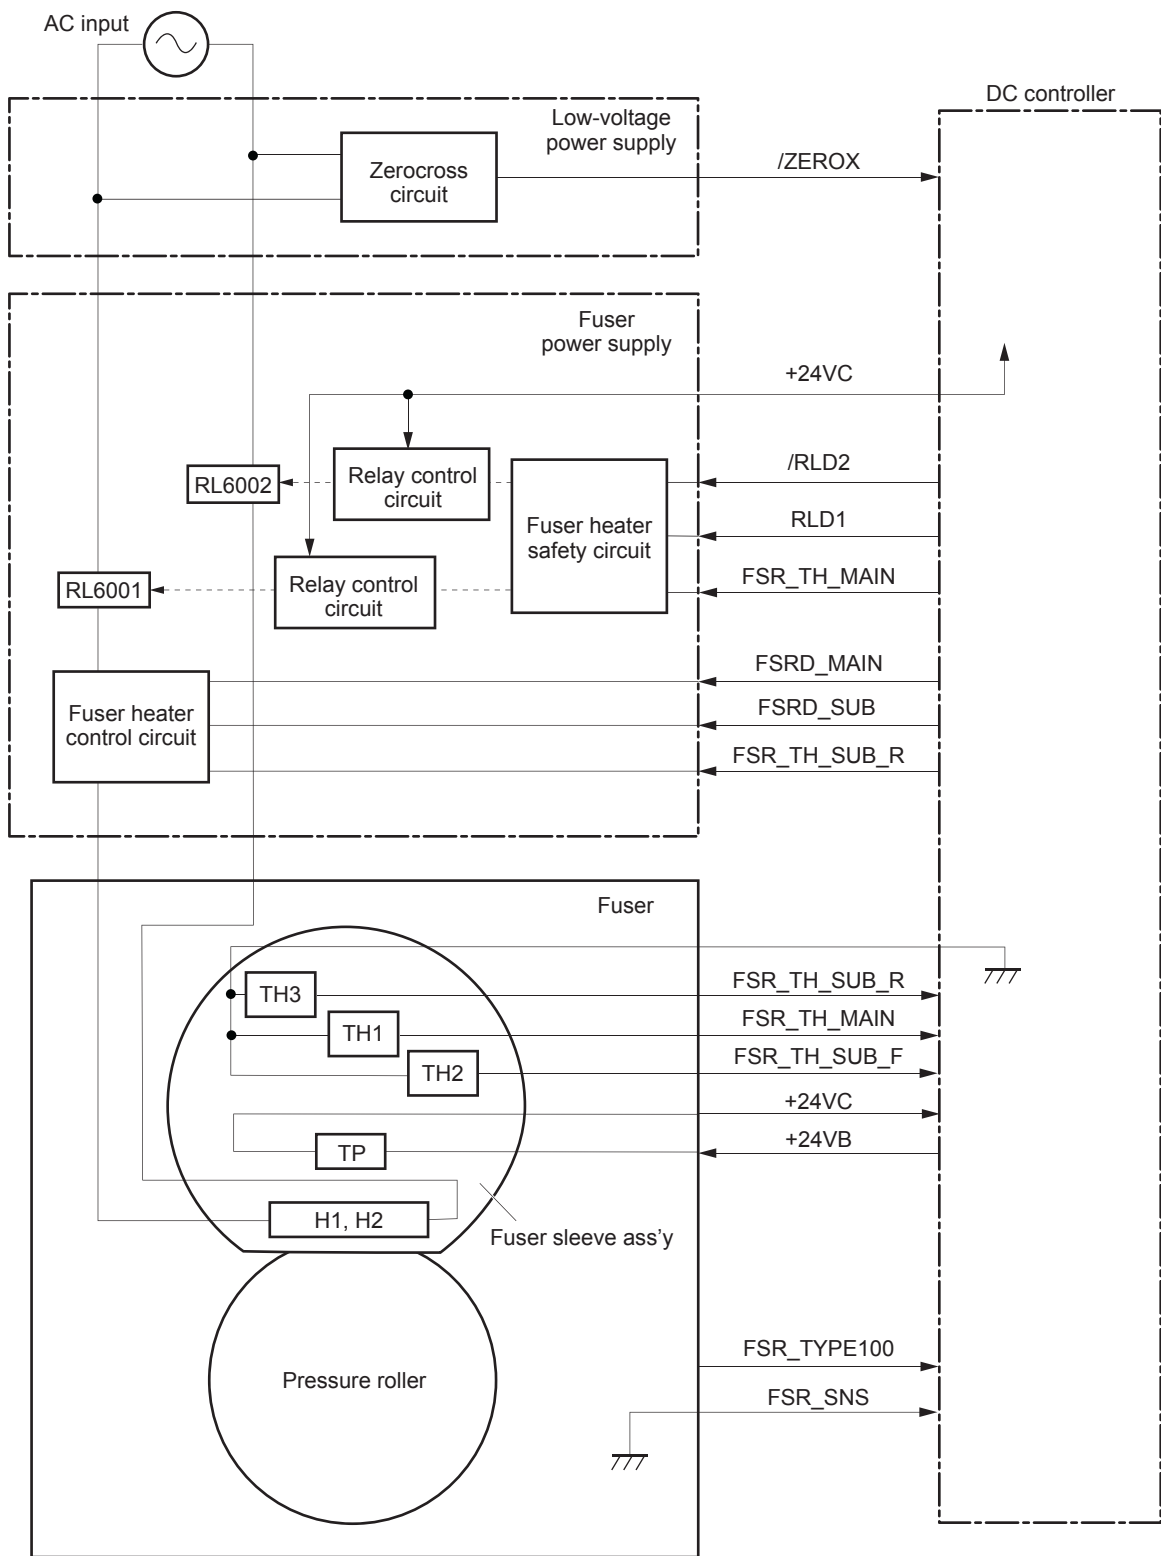 AC input
DC controller
Low-voltage
power supply
Zerocross
circuit
/ZEROX
Fuser
power supply
+24VC
/RLD2
RL6002
Relay control
circuit
Fuser heater
safety circuit
RLD1
RL6001
Relay control
circuit
FSR_TH_MAIN
FSRD_MAIN
Fuser heater
control circuit
FSRD_SUB
FSR_TH_SUB_R
Fuser
TH3
FSR_TH_SUB_R
TH1
FSR_TH_MAIN
TH2
FSR_TH_SUB_F
+24VC
TP
+24VB
H1, H2
Fuser sleeve ass’y
Pressure roller
FSR_TYPE100
FSR_SNS